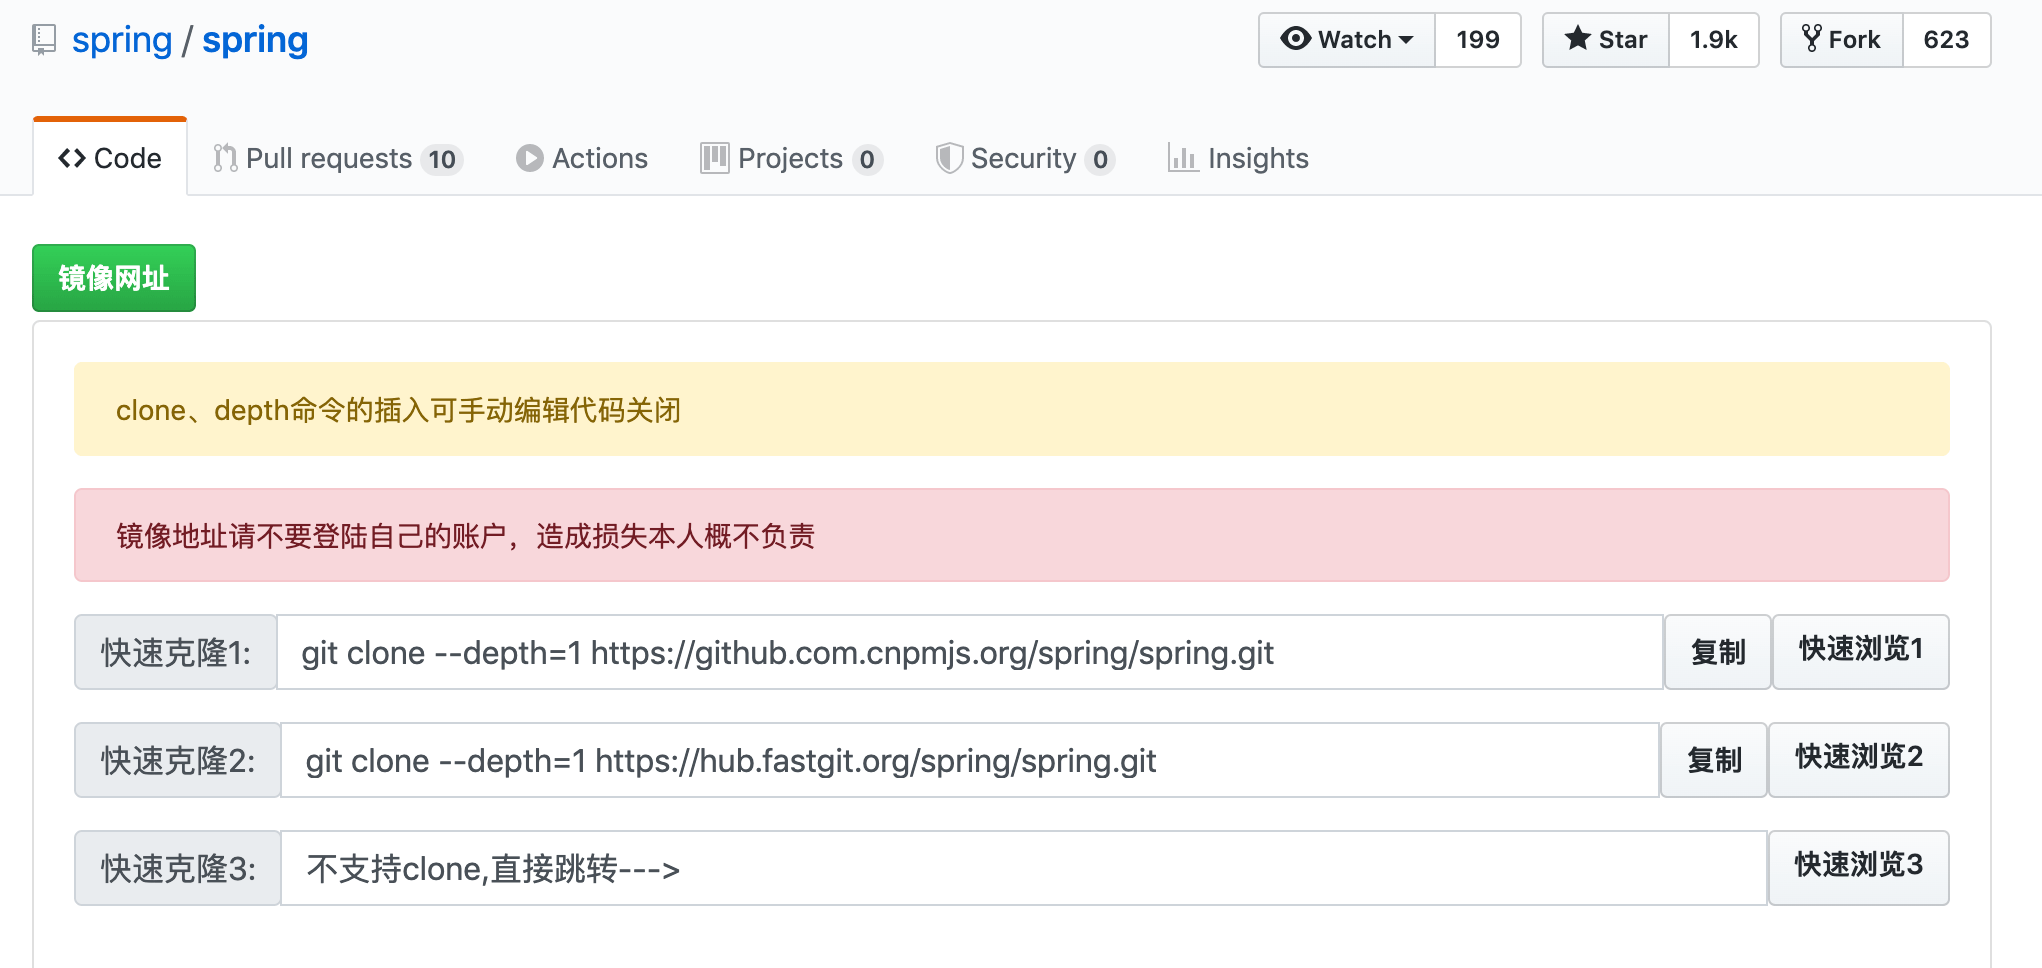 spring / spring
Watch 199 Star 1.9k Fork 623
Code Pull requests 10 Actions Projects 0 Security 0 Insights
镜像网址
clone、depth命令的插入可手动编辑代码关闭
镜像地址请不要登陆自己的账户，造成损失本人概不负责
快速克隆1: git clone --depth=1 https://github.com.cnpmjs.org/spring/spring.git 复制 快速浏览1
快速克隆2: git clone --depth=1 https://hub.fastgit.org/spring/spring.git 复制 快速浏览2
快速克隆3: 不支持clone,直接跳转---> 快速浏览3